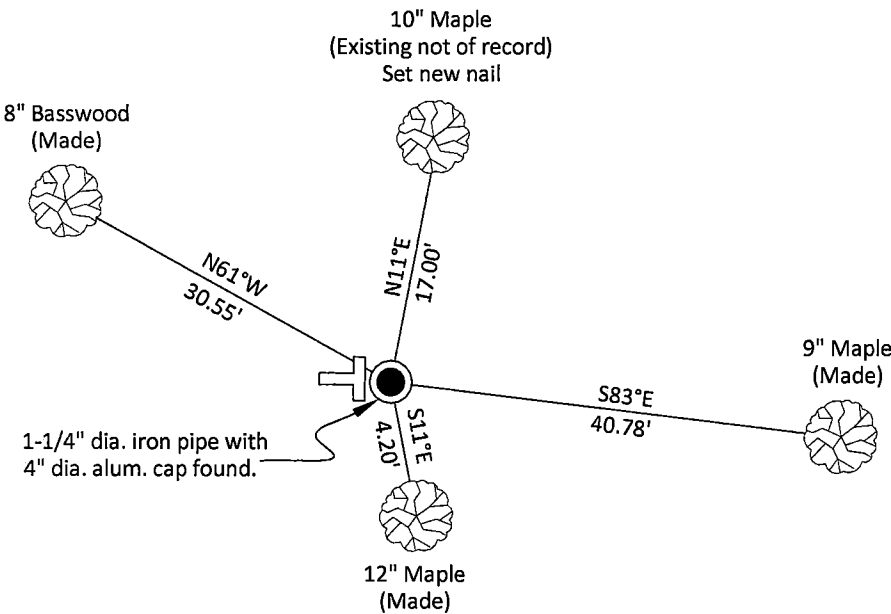 10" Maple
(Existing not of record)
Set new nail
8" Basswood
(Made)
N61°W
30.55'
N11°E
17.00'
9" Maple
(Made)
S83°E
40.78'
S11°E
4.20'
1-1/4" dia. iron pipe with
4" dia. alum. cap found.
12" Maple
(Made)